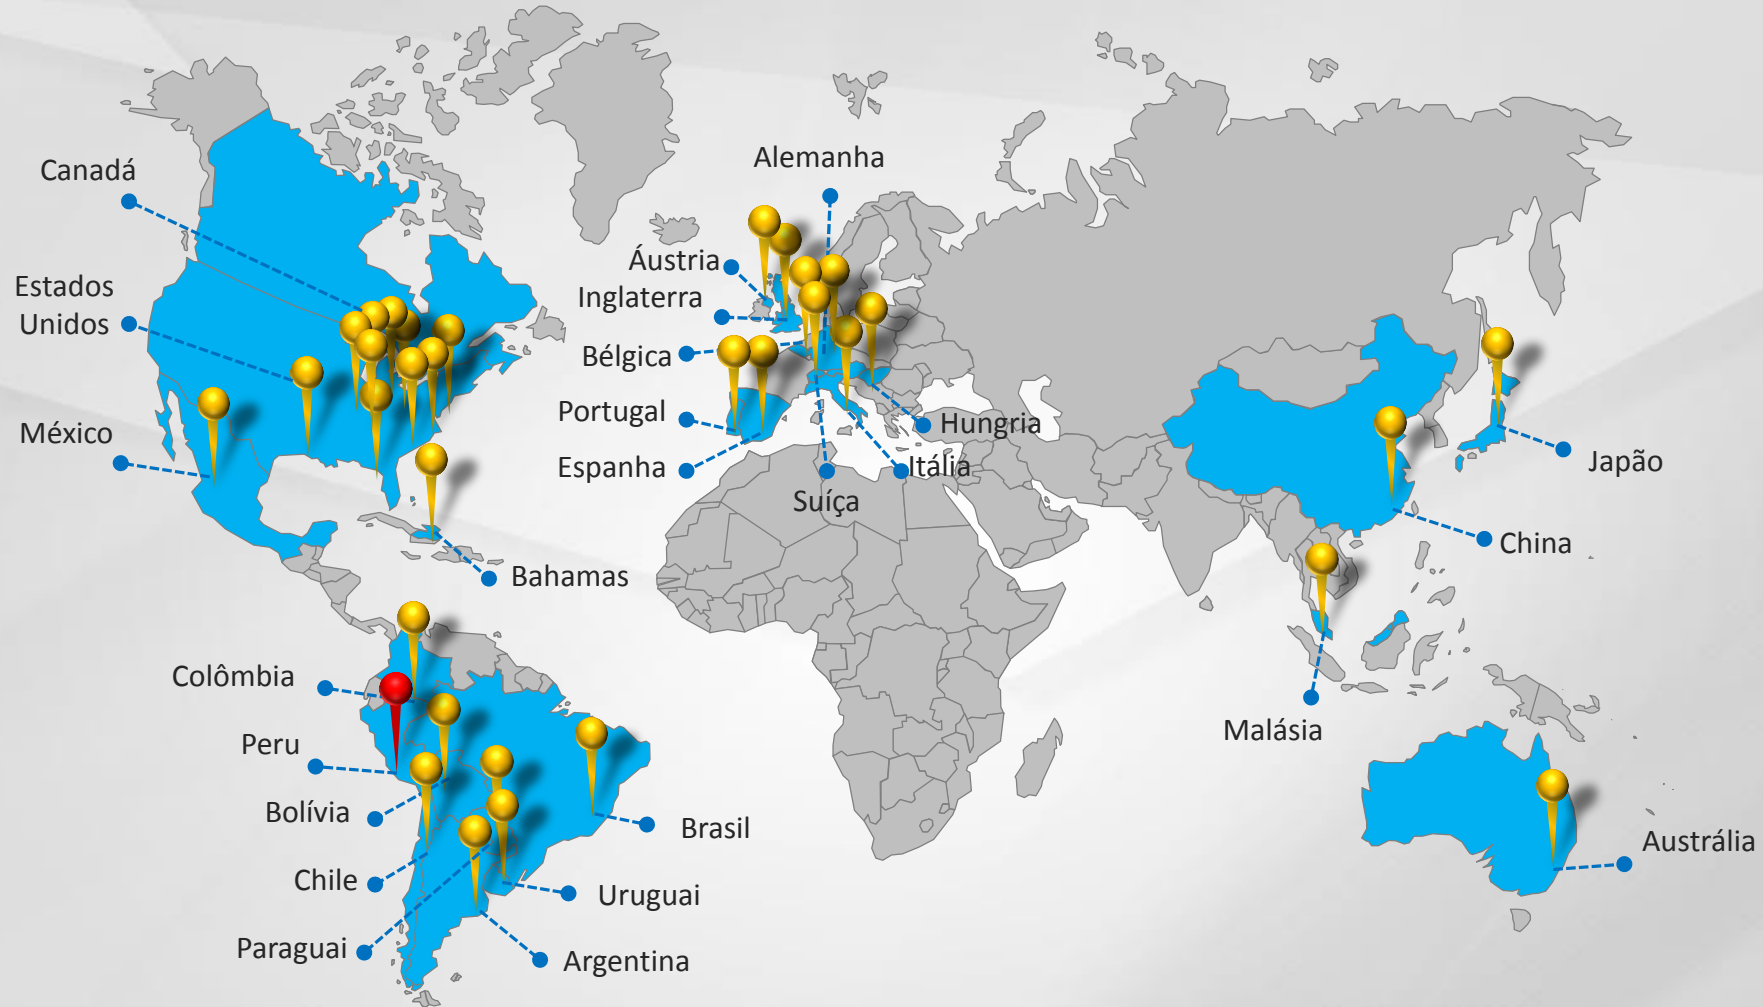 Canadá
Estados
Unidos
México
Bahamas
Colômbia
Peru
Bolívia
Chile
Paraguai
Argentina
Uruguai
Brasil
Alemanha
Áustria
Inglaterra
Bélgica
Portugal
Espanha
Suíça
Itália
Hungria
Japão
China
Malásia
Austrália